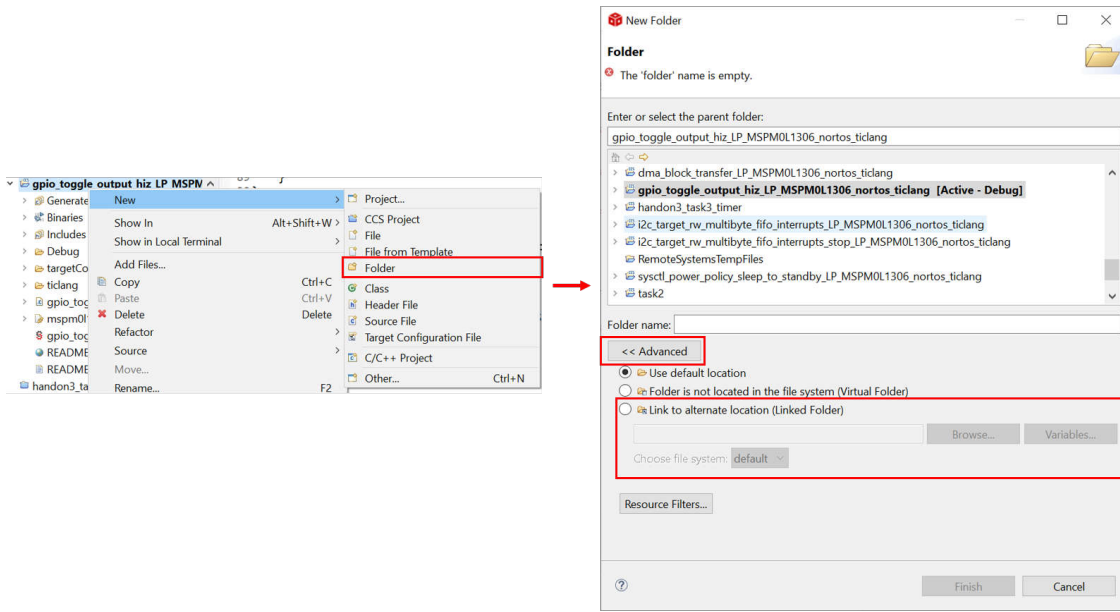 gpio_toggle_output_hiz_LP_MSPM
Generate
Binaries
Includes
Debug
targetCo
ticlang
gpio_tog
mspm0l
gpio_tog
README
README
handon3_ta
New
Show in Alt+Shift+W
Show in Local Terminal
Add Files...
Copy Ctrl+C
Paste Ctrl+V
Delete Delete
Refactor
Source
Move...
Rename... F2
Project...
CCS Project
File
File from Template
Folder
Class
Header File
Source File
Target Configuration File
C/C++ Project
Other... Ctrl+N
New Folder
Folder
The 'folder' name is empty.
Enter or select the parent folder:
gpio_toggle_output_hiz_LP_MSPM0L1306_nortos_ticlang
dma_block_transfer_LP_MSPM0L1306_nortos_ticlang
gpio_toggle_output_hiz_LP_MSPM0L1306_nortos_ticlang [Active - Debug]
handon3_task3_timer
i2c_target_rw_multibyte_fifo_interrupts_LP_MSPM0L1306_nortos_ticlang
i2c_target_rw_multibyte_fifo_interrupts_stop_LP_MSPM0L1306_nortos_ticlang
RemoteSystemsTempFiles
sysctl_power_policy_sleep_to_standby_LP_MSPM0L1306_nortos_ticlang
task2
Folder name:
<< Advanced
Use default location
Folder is not located in the file system (Virtual Folder)
Link to alternate location (Linked Folder)
Browse... Variables...
Choose file system: default
Resource Filters...
Finish Cancel